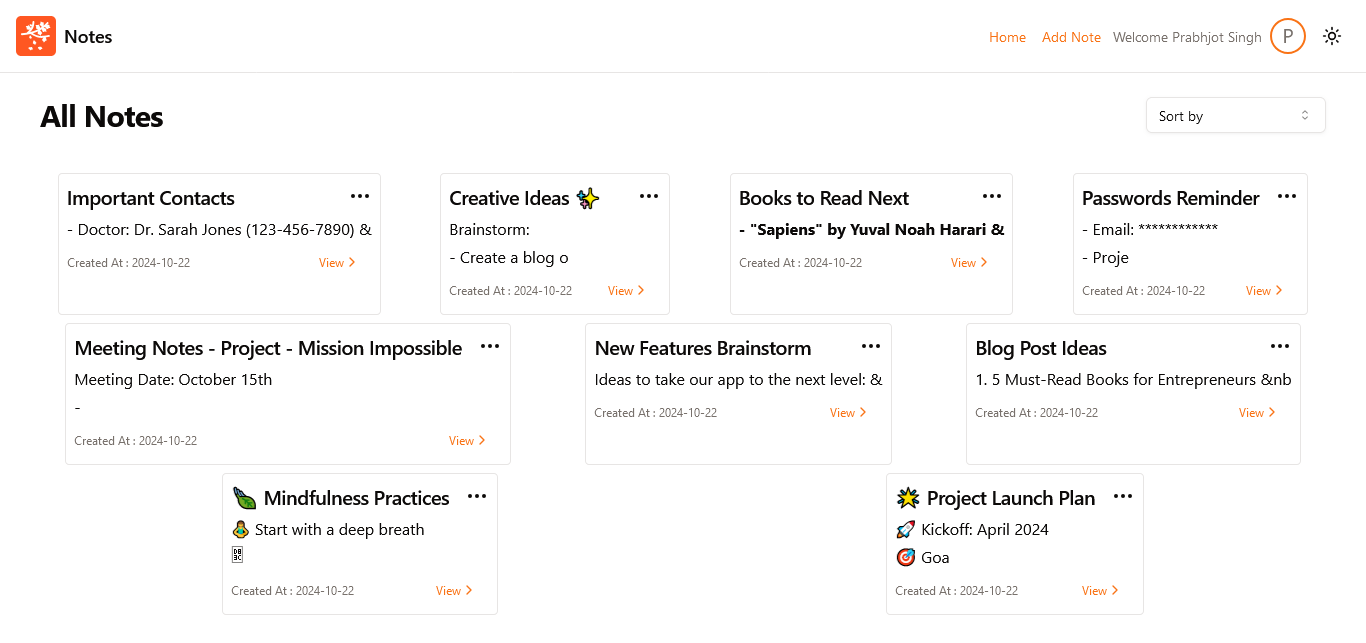 Notes
Home Add Note Welcome Prabhjot Singh P
All Notes
Sort by
Important Contacts
- Doctor: Dr. Sarah Jones (123-456-7890) &
Created At : 2024-10-22 View
Creative Ideas ✨
Brainstorm:
- Create a blog o
Created At : 2024-10-22 View
Books to Read Next
- "Sapiens" by Yuval Noah Harari &
Created At : 2024-10-22 View
Passwords Reminder
- Email: ************
- Proje
Created At : 2024-10-22 View
Meeting Notes - Project - Mission Impossible
Meeting Date: October 15th
-
Created At : 2024-10-22 View
New Features Brainstorm
Ideas to take our app to the next level: &
Created At : 2024-10-22 View
Blog Post Ideas
1. 5 Must-Read Books for Entrepreneurs &nb
Created At : 2024-10-22 View
🍃 Mindfulness Practices
🧘 Start with a deep breath
Created At : 2024-10-22 View
🌟 Project Launch Plan
🚀 Kickoff: April 2024
🎯 Goa
Created At : 2024-10-22 View